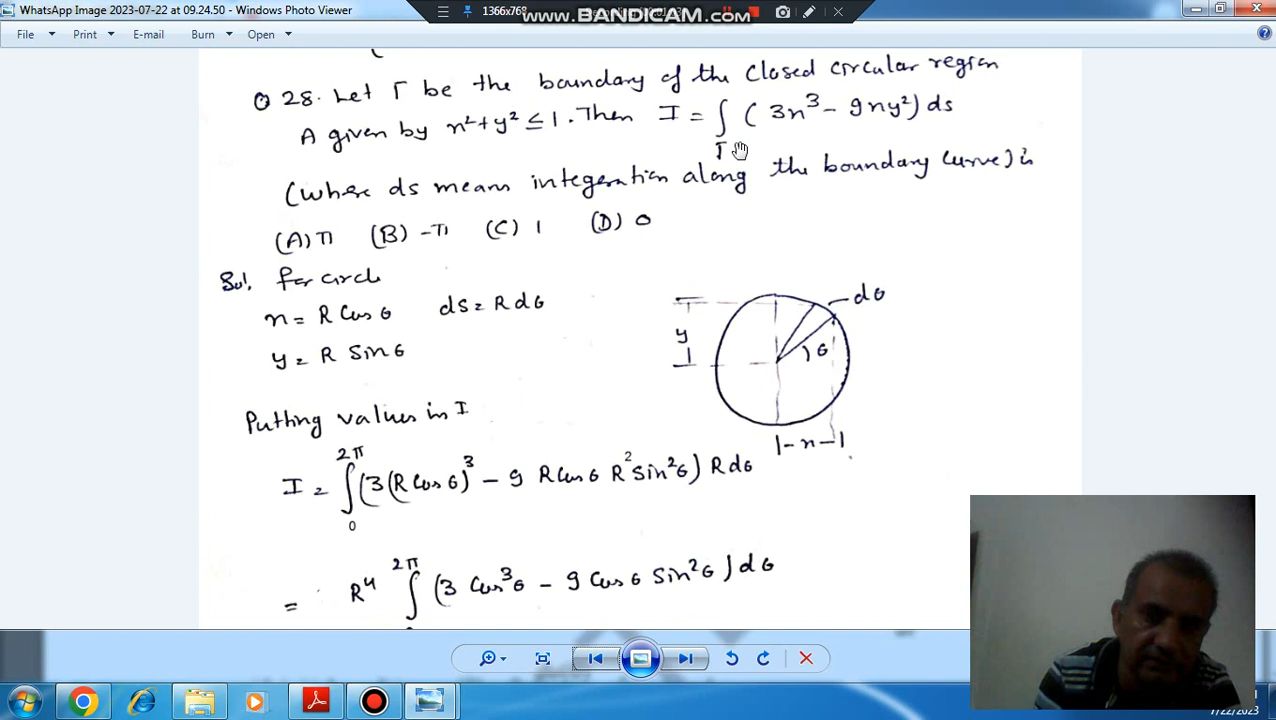 WhatsApp Image 2023-07-22 at 09.24.50 - Windows Photo Viewer
1366x768
www.BANDICAM.com
File Print E-mail Burn Open
Q 28. Let Γ be the boundary of the closed circular region
A given by x²+y² ≤ 1. Then I = ∫Γ (3x³ - 9xy²) ds
(where ds means integration along the boundary curve) is
(A) π (B) -π (C) 1 (D) 0
Sol. for circle
x = R Cos θ ds = R dθ
y = R Sin θ
dθ
y
θ
|-x-|
Putting values in I
I = ∫₀^2π (3(R Cos θ)³ - 9 R Cos θ R² Sin²θ) R dθ
= R⁴ ∫^2π (3 Cos³θ - 9 Cos θ Sin²θ) dθ
7/22/2023